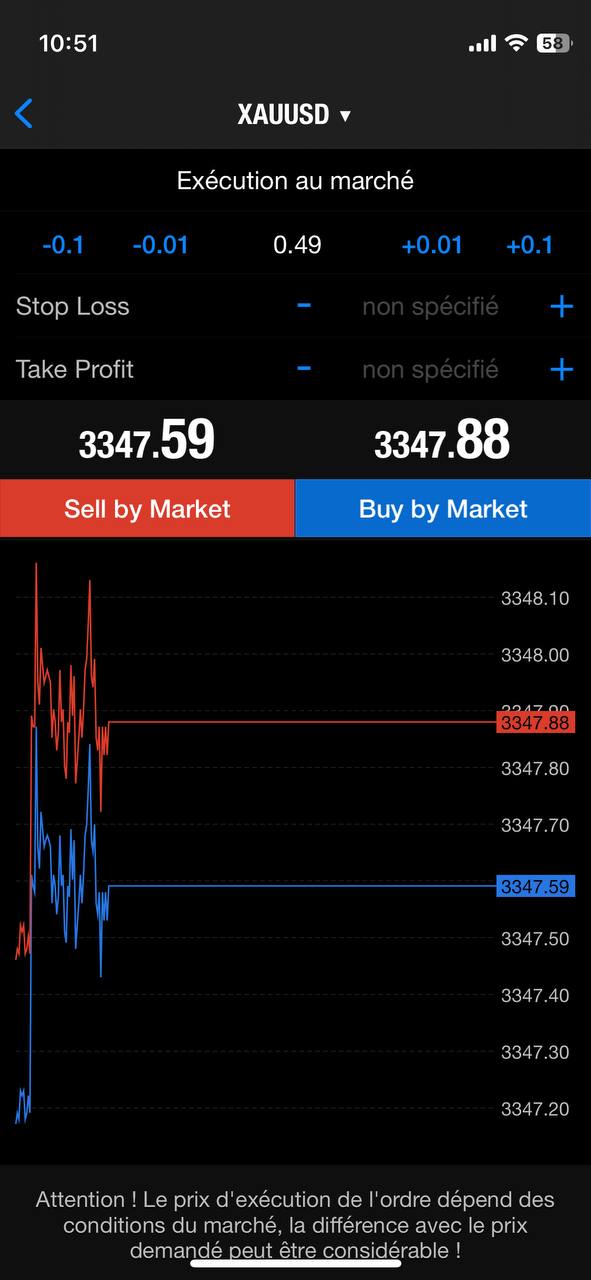 10:51
58
XAUUSD ▼
Exécution au marché
-0.1 -0.01 0.49 +0.01 +0.1
Stop Loss - non spécifié +
Take Profit - non spécifié +
3347.59 3347.88
Sell by Market Buy by Market
3348.10
3348.00
3347.90
3347.88
3347.80
3347.70
3347.59
3347.50
3347.40
3347.30
3347.20
Attention ! Le prix d'exécution de l'ordre dépend des
conditions du marché, la différence avec le prix
demandé peut être considérable !